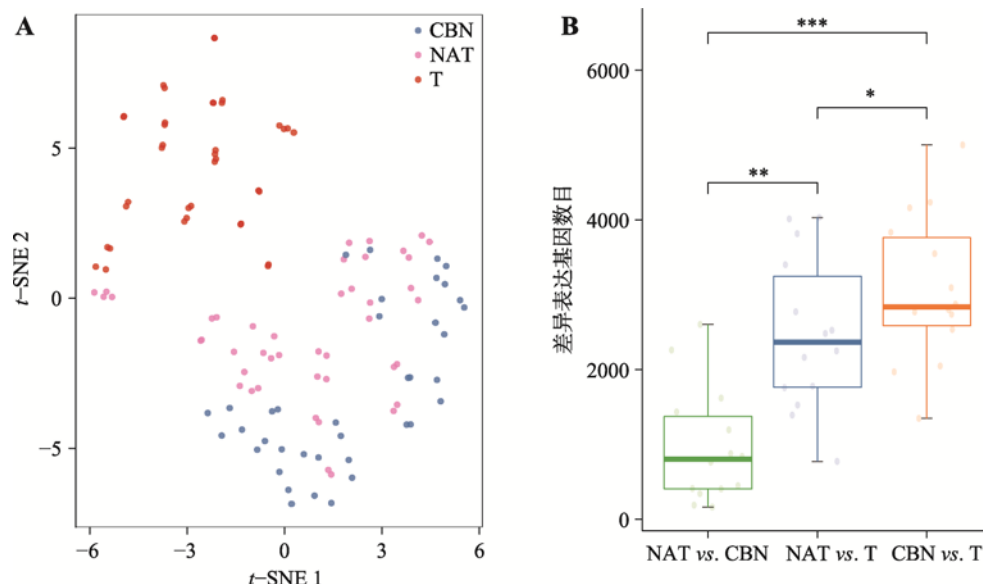 A
CBN
NAT
T
5
0
−5
t−SNE 2
−6
−3
0
3
6
t−SNE 1
B
***
*
**
6000
4000
2000
0
差异表达基因数目
NAT vs. CBN
NAT vs. T
CBN vs. T